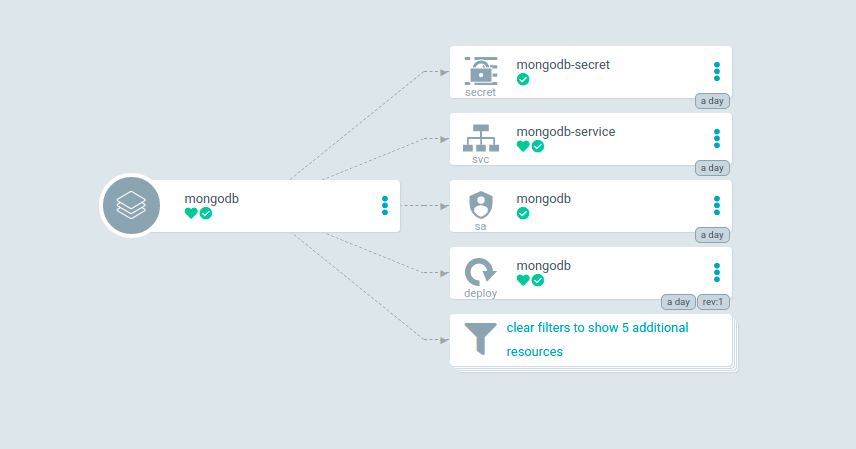 mongodb
mongodb-secret
secret
a day
mongodb-service
svc
a day
mongodb
sa
a day
mongodb
deploy
a day
rev:1
clear filters to show 5 additional
resources